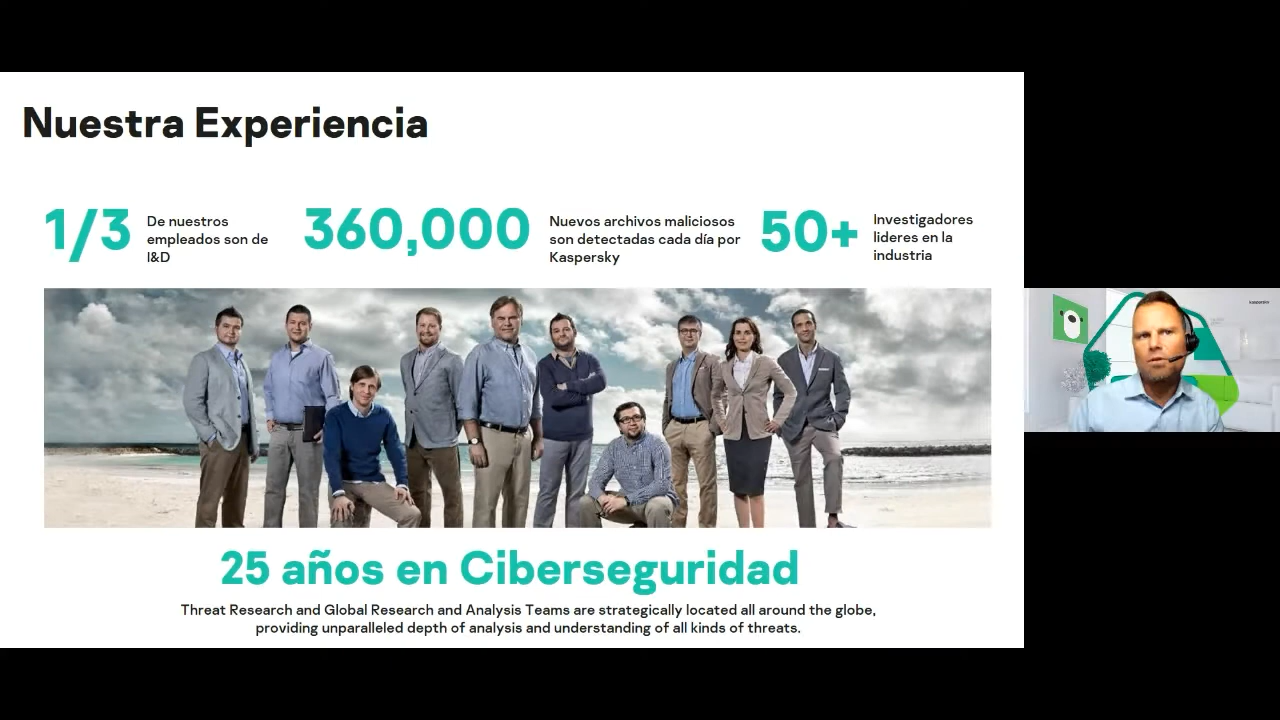 Nuestra Experiencia
1/3
De nuestros
empleados son de
I&D
360,000
Nuevos archivos maliciosos
son detectadas cada día por
Kaspersky
50+
Investigadores
lideres en la
industria
kaspersky
25 años en Ciberseguridad
Threat Research and Global Research and Analysis Teams are strategically located all around the globe,
providing unparalleled depth of analysis and understanding of all kinds of threats.